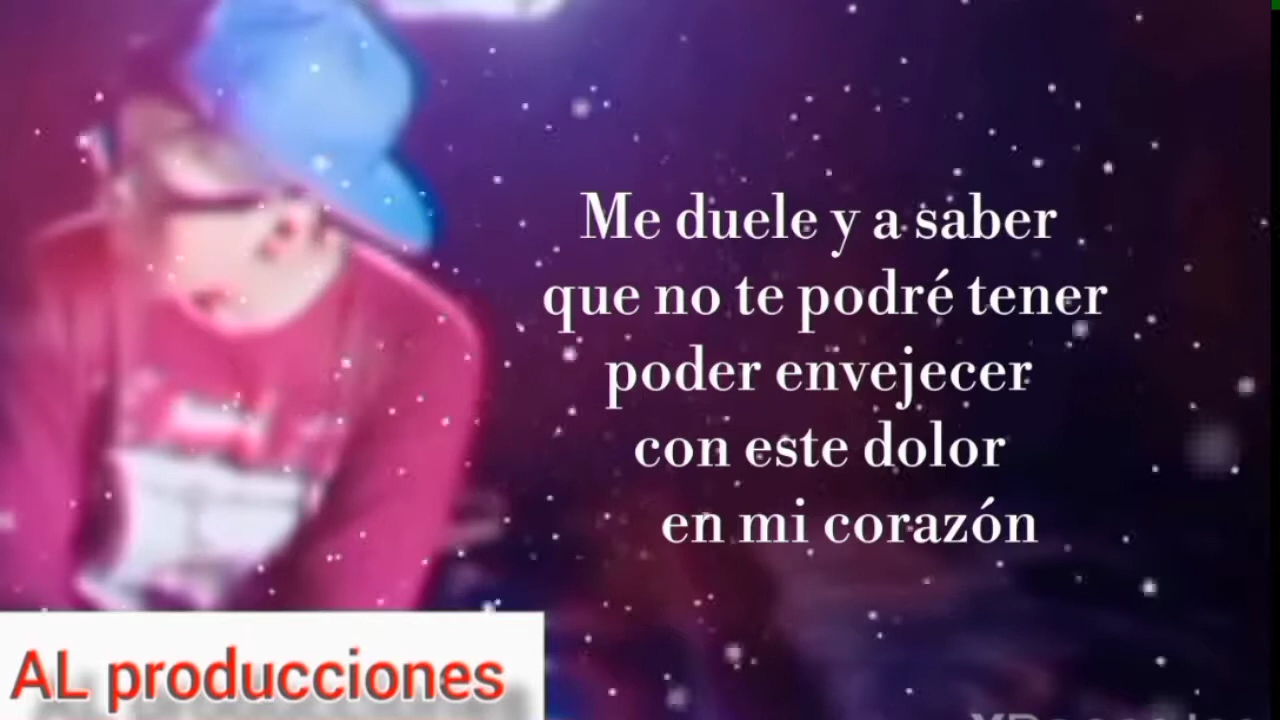 Me duele y a saber
que no te podré tener
poder envejecer
con este dolor
en mi corazón
AL producciones